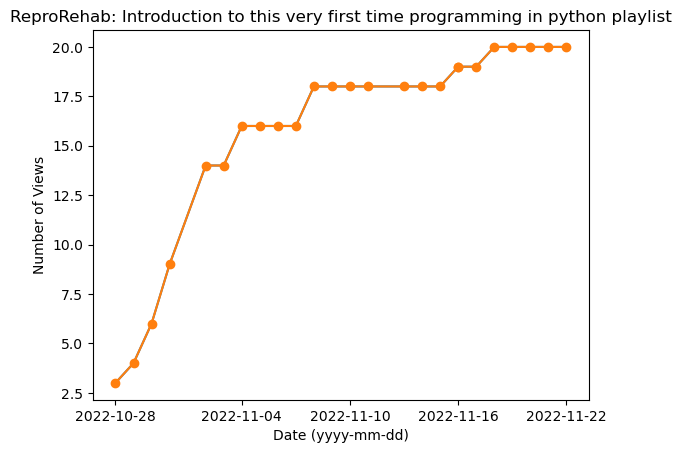 ReproRehab: Introduction to this very first time programming in python playlist
20.0
17.5
15.0
12.5
10.0
7.5
5.0
2.5
Number of Views
2022-10-28 2022-11-04 2022-11-10 2022-11-16 2022-11-22
Date (yyyy-mm-dd)